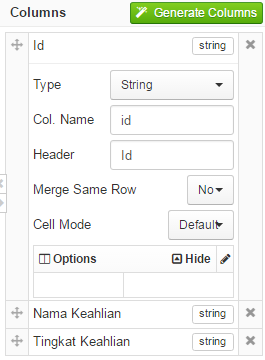 Columns Generate Columns
Id string
Type String
Col. Name id
Header Id
Merge Same Row No
Cell Mode Default
Options Hide
Nama Keahlian string
Tingkat Keahlian string